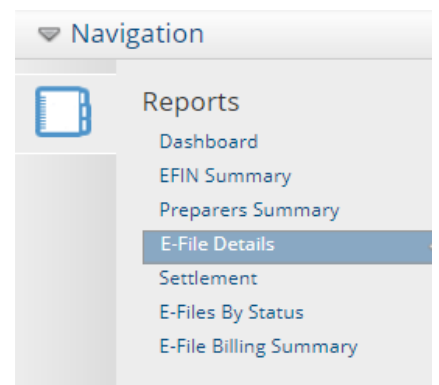 Navigation
Reports
Dashboard
EFIN Summary
Preparers Summary
E-File Details
Settlement
E-Files By Status
E-File Billing Summary